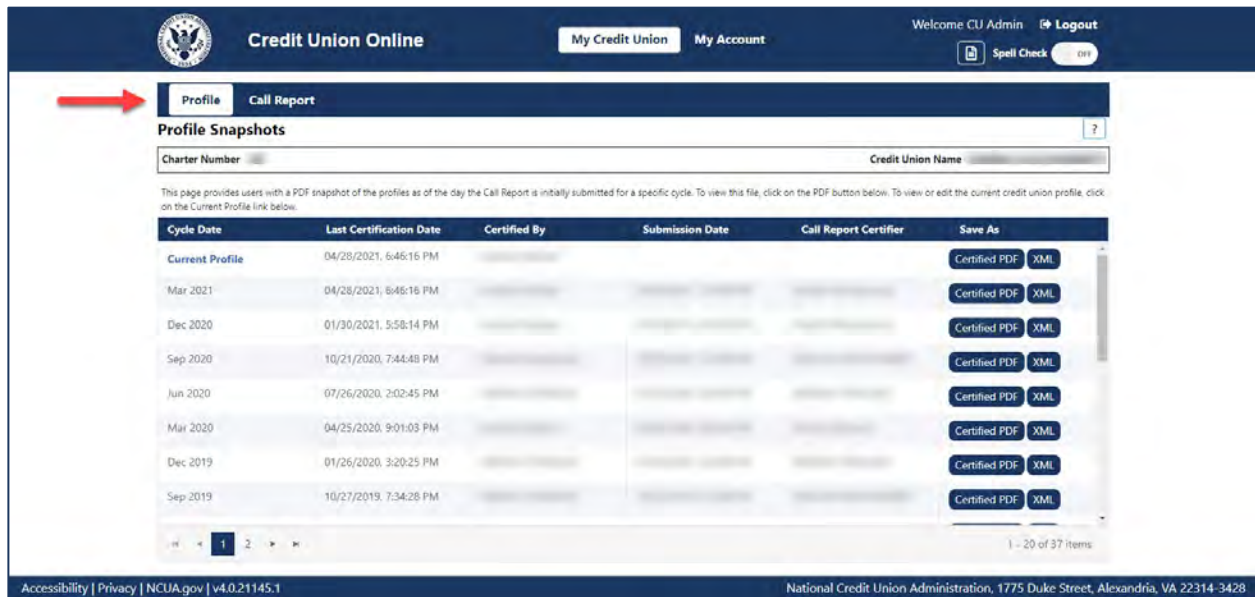 Credit Union Online
My Credit Union My Account
Welcome CU Admin Logout
Spell Check OFF
Profile Call Report
Profile Snapshots ?
Charter Number Credit Union Name
This page provides users with a PDF snapshot of the profiles as of the day the Call Report is initially submitted for a specific cycle. To view this file, click on the PDF button below. To view or edit the current credit union profile, click
on the Current Profile link below.
Cycle Date Last Certification Date Certified By Submission Date Call Report Certifier Save As
Current Profile 04/28/2021, 6:46:16 PM Certified PDF XML
Mar 2021 04/28/2021, 6:46:16 PM Certified PDF XML
Dec 2020 01/30/2021, 5:58:14 PM Certified PDF XML
Sep 2020 10/21/2020, 7:44:48 PM Certified PDF XML
Jun 2020 07/26/2020, 2:02:45 PM Certified PDF XML
Mar 2020 04/25/2020, 9:01:03 PM Certified PDF XML
Dec 2019 01/26/2020, 3:20:25 PM Certified PDF XML
Sep 2019 10/27/2019, 7:34:28 PM Certified PDF XML
1 2 1 - 20 of 37 items
Accessibility | Privacy | NCUA.gov | v4.0.21145.1 National Credit Union Administration, 1775 Duke Street, Alexandria, VA 22314-3428